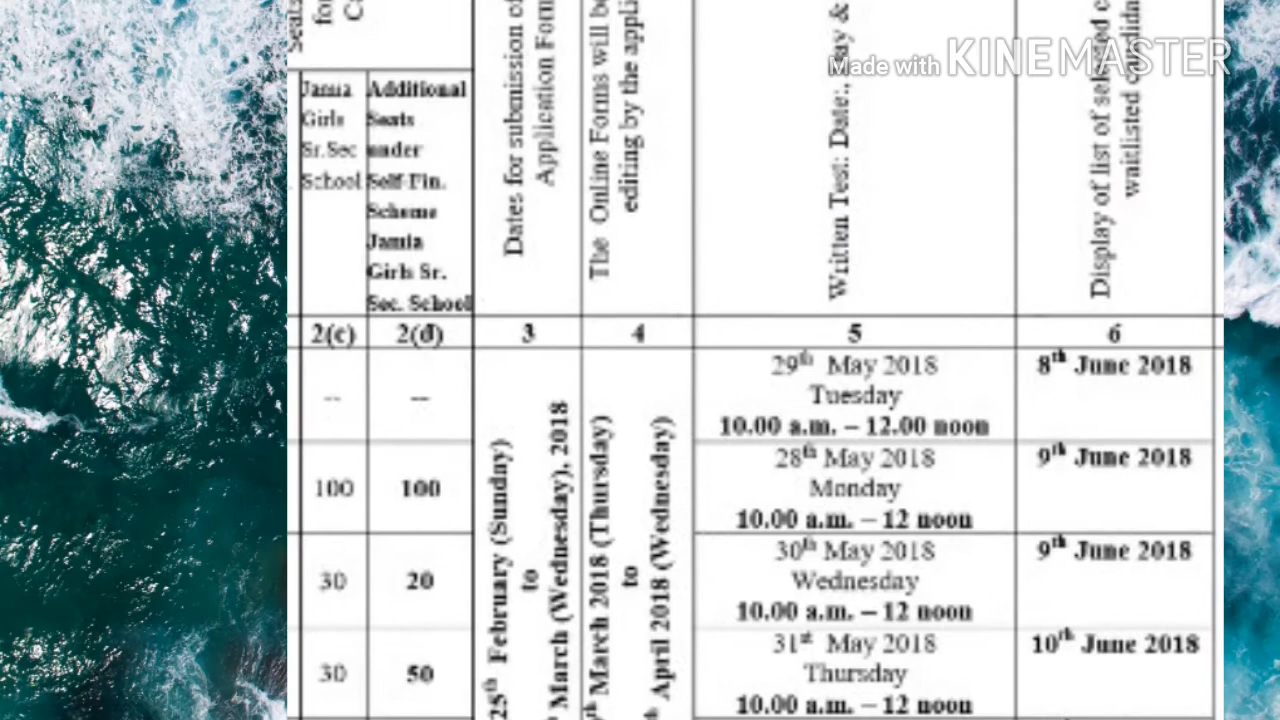 Seats
for
Made with KINEMASTER
Jamia
Girls
Sr.Sec
School
Additional
Seats
under
Self-Fin.
Scheme
Jamia
Girls Sr.
Sec. School
Dates for submission of
Application Form
The Online Forms will be
editing by the appli
Written Test: Date:, Day &
Display of list of selected c
waitlisted candida
2(c) 2(d) 3 4 5 6
-- --
25th February (Sunday)
to
March (Wednesday), 2018
th March 2018 (Thursday)
to
th April 2018 (Wednesday)
29th May 2018
Tuesday
10.00 a.m. – 12.00 noon
8th June 2018
100 100
28th May 2018
Monday
10.00 a.m. – 12 noon
9th June 2018
30 20
30th May 2018
Wednesday
10.00 a.m. – 12 noon
9th June 2018
30 50
31st May 2018
Thursday
10.00 a.m. – 12 noon
10th June 2018